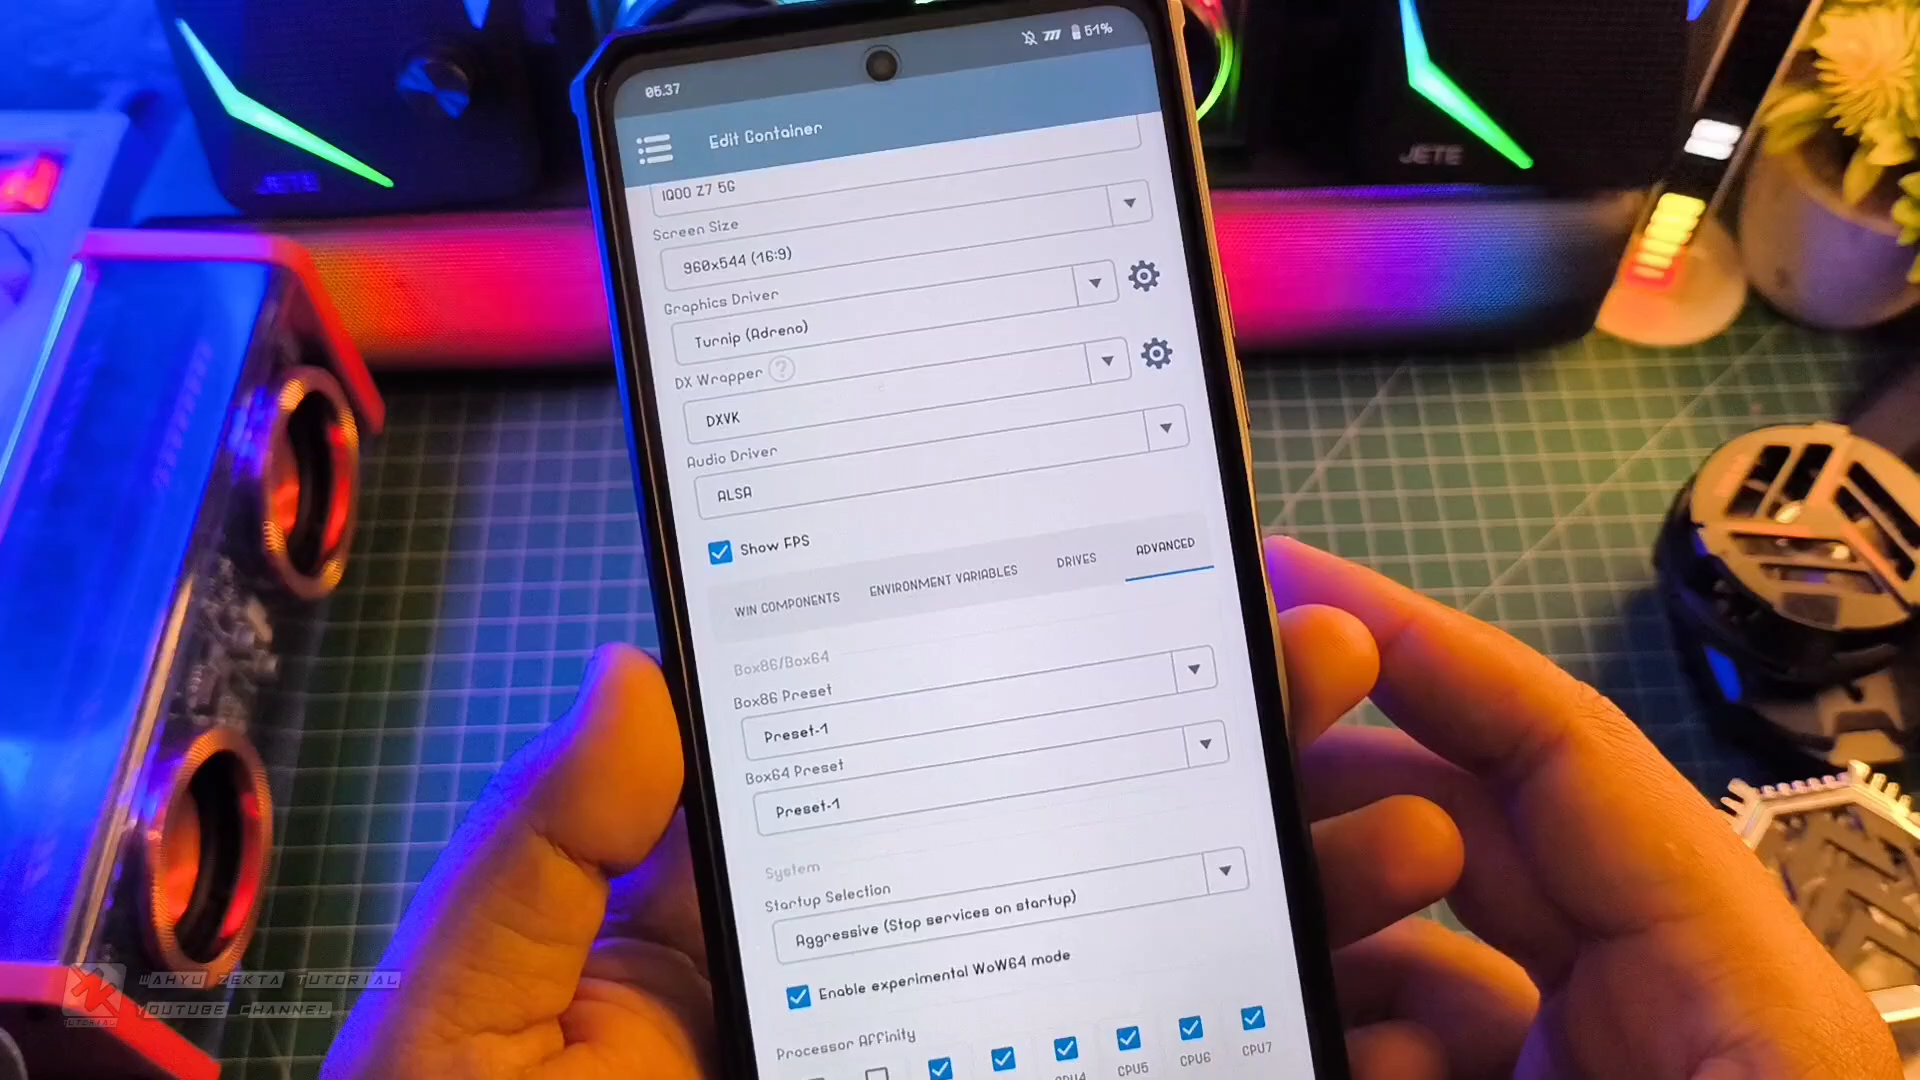 05.37
51%
Edit Container
IQOO Z7 5G
Screen Size
960x544 (16:9)
Graphics Driver
Turnip (Adreno)
DX Wrapper ?
DXVK
Audio Driver
ALSA
Show FPS
WIN COMPONENTS ENVIRONMENT VARIABLES DRIVES ADVANCED
Box86/Box64
Box86 Preset
Preset-1
Box64 Preset
Preset-1
System
Startup Selection
Aggressive (Stop services on startup)
Enable experimental WoW64 mode
Processor Affinity
CPU4 CPU5 CPU6 CPU7
JETE
JETE
WAHYU ZEKTA TUTORIAL
YOUTUBE CHANNEL